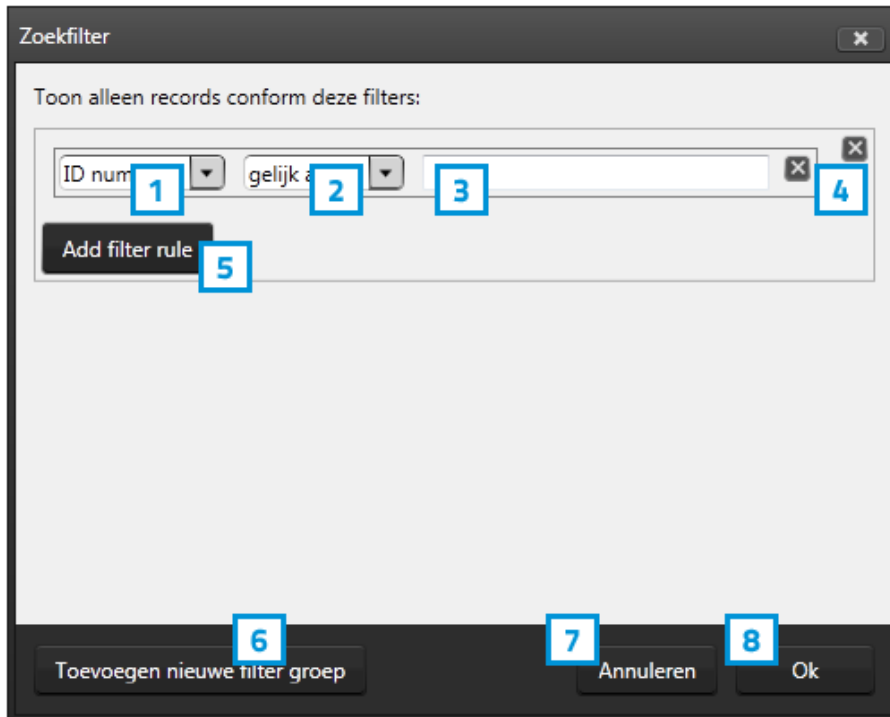 Zoekfilter
Toon alleen records conform deze filters:
ID num
1
gelijk a
2
3
4
Add filter rule
5
6
7
8
Toevoegen nieuwe filter groep
Annuleren
Ok